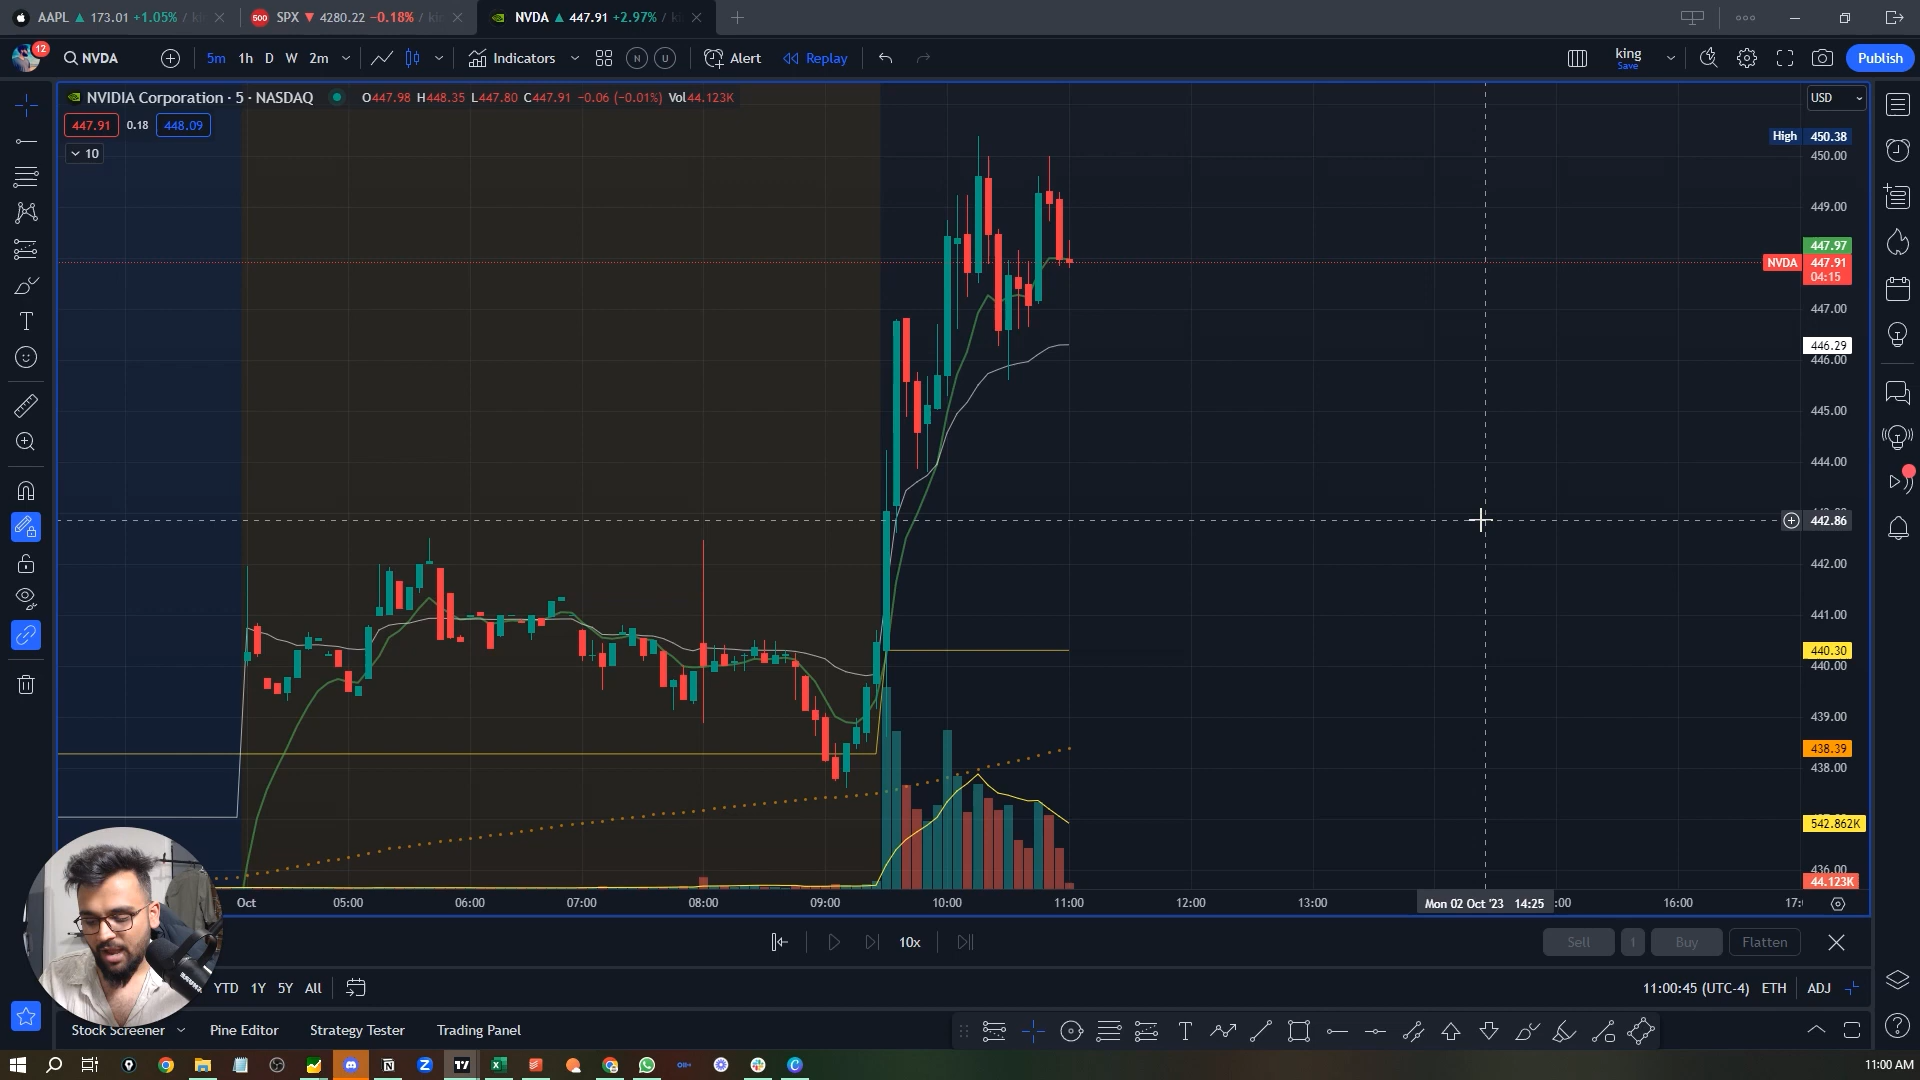 AAPL 173.01 +1.05% /
500 SPX 4280.22 −0.18% /
NVDA 447.91 +2.97% /
12
NVDA
5m 1h D W 2m
Indicators
N U
Alert
Replay
king
Save
Publish
NVIDIA Corporation · 5 · NASDAQ
O447.98 H448.35 L447.80 C447.91 −0.06 (−0.01%) Vol44.123K
USD
447.91 0.18 448.09
10
High 450.38
450.00
449.00
447.97
NVDA 447.91
04:15
447.00
446.29
446.00
445.00
444.00
442.86
442.00
441.00
440.30
440.00
439.00
438.39
438.00
542.862K
436.00
44.123K
Oct 05:00 06:00 07:00 08:00 09:00 10:00 11:00 12:00 13:00 Mon 02 Oct '23 14:25 :00 16:00 17:
10x
Sell 1 Buy Flatten
YTD 1Y 5Y All
11:00:45 (UTC-4) ETH ADJ
Stock Screener Pine Editor Strategy Tester Trading Panel
11:00 AM